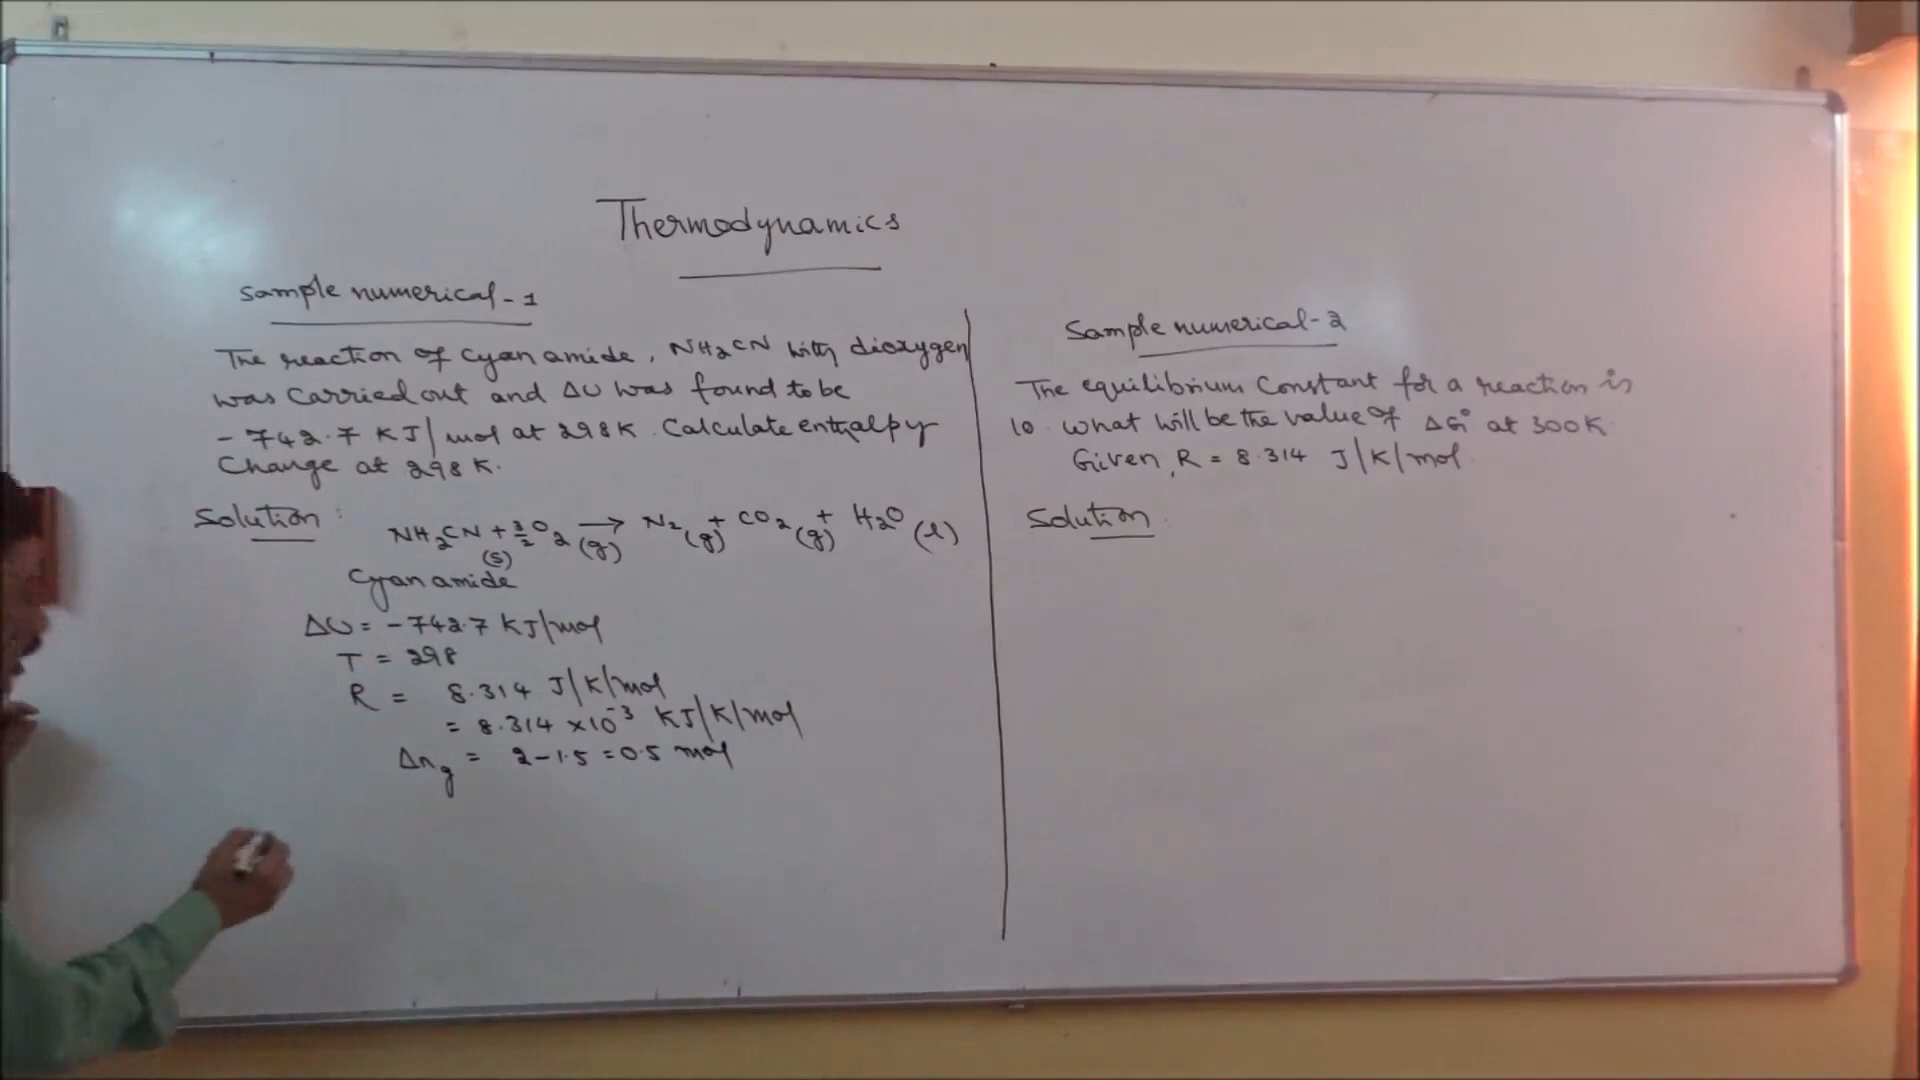 Thermodynamics
Sample numerical - 1
The reaction of cyanamide, NH₂CN with dioxygen
was carried out and ΔU was found to be
- 742.7 KJ/mol at 298K. Calculate enthalpy
Change at 298 K.
Solution :
NH₂CN (s) + 3/2 O₂ (g) → N₂ (g) + CO₂ (g) + H₂O (l)
Cyanamide
ΔU = - 742.7 KJ/mol
T = 298
R = 8.314 J/K/mol
= 8.314 ×10⁻³ KJ/K/mol
Δn_g = 2-1.5 = 0.5 mol
Sample numerical - 2
The equilibrium Constant for a reaction is
10. what will be the value of ΔG° at 300K.
Given, R = 8.314 J/K/mol.
Solution :